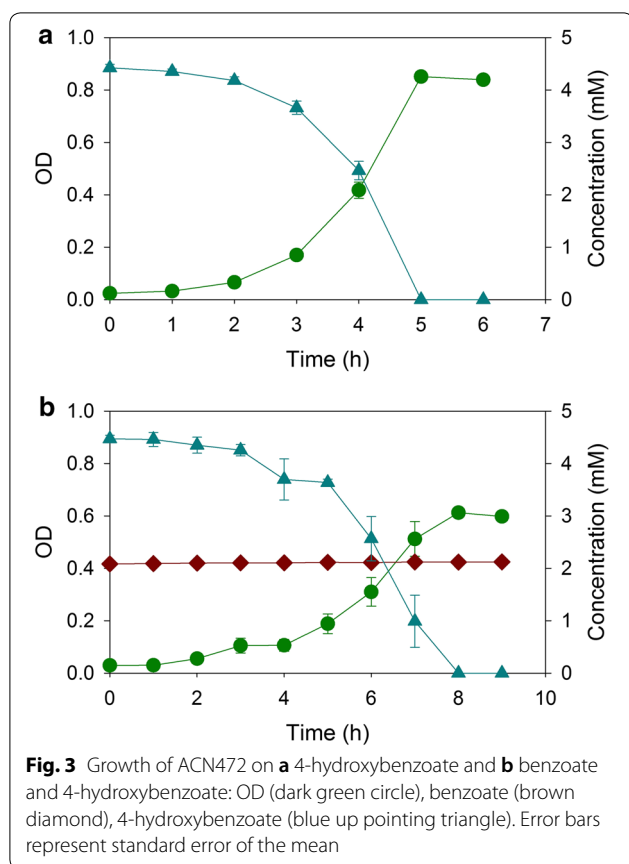 a
1.0
0.8
0.6
0.4
0.2
0.0
OD
5
4
3
2
1
0
Concentration (mM)
0 1 2 3 4 5 6 7
Time (h)
b
1.0
0.8
0.6
0.4
0.2
0.0
OD
5
4
3
2
1
0
Concentration (mM)
0 2 4 6 8 10
Time (h)
Fig. 3 Growth of ACN472 on a 4-hydroxybenzoate and b benzoate
and 4-hydroxybenzoate: OD (dark green circle), benzoate (brown
diamond), 4-hydroxybenzoate (blue up pointing triangle). Error bars
represent standard error of the mean